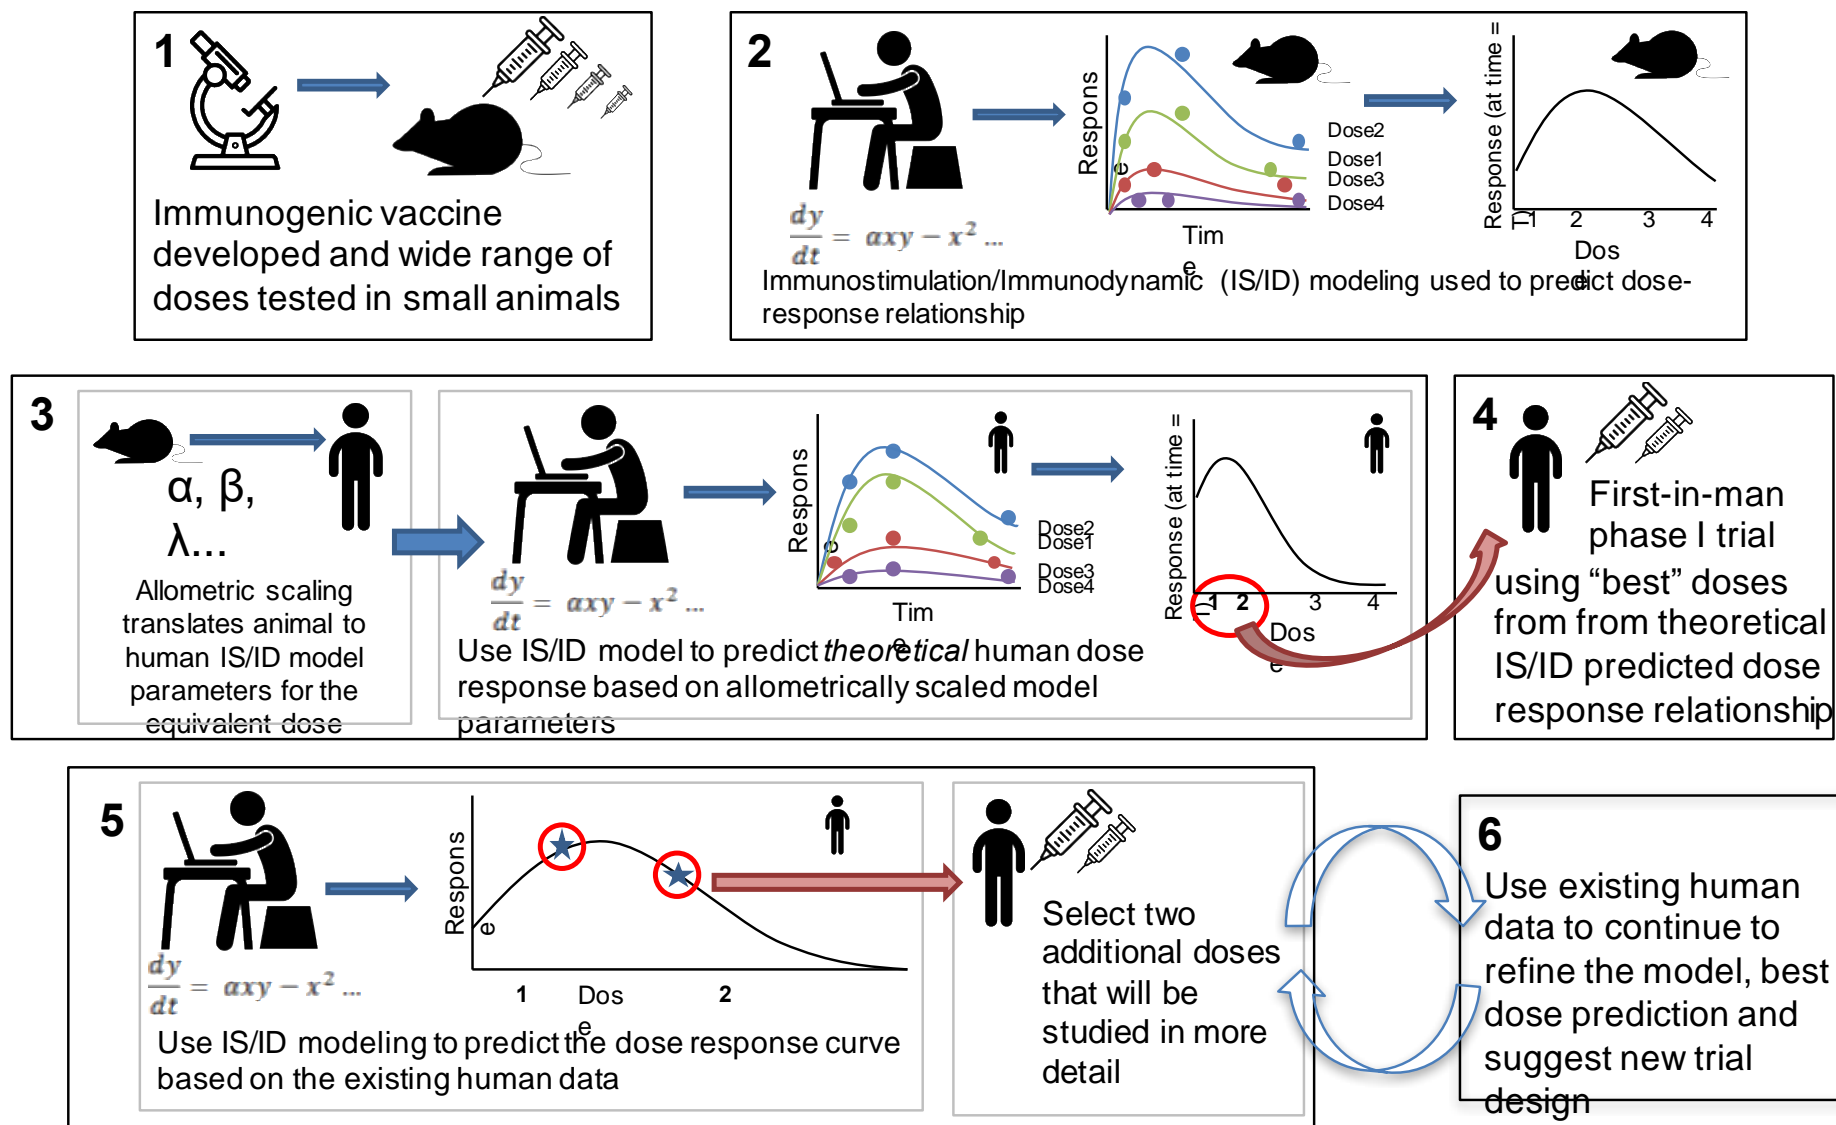 1
Immunogenic vaccine
developed and wide range of
doses tested in small animals
2
dy
dt
= αxy − x² ...
Respons
e
Tim
e
Dose2
Dose1
Dose3
Dose4
Response (at time =
T)
1 2 3 4
Dos
e
Immunostimulation/Immunodynamic (IS/ID) modeling used to predict dose-
response relationship
3
α, β,
λ...
Allometric scaling
translates animal to
human IS/ID model
parameters for the
equivalent dose
dy
dt
= αxy − x² ...
Respons
e
Tim
e
Dose2
Dose1
Dose3
Dose4
Response (at time =
1 2 3 4
Dos
e
Use IS/ID model to predict theoretical human dose
response based on allometrically scaled model
parameters
4
First-in-man
phase I trial
using “best” doses
from from theoretical
IS/ID predicted dose
response relationship
5
dy
dt
= αxy − x² ...
Respons
e
1 2
Dos
e
Use IS/ID modeling to predict the dose response curve
based on the existing human data
Select two
additional doses
that will be
studied in more
detail
6
Use existing human
data to continue to
refine the model, best
dose prediction and
suggest new trial
design